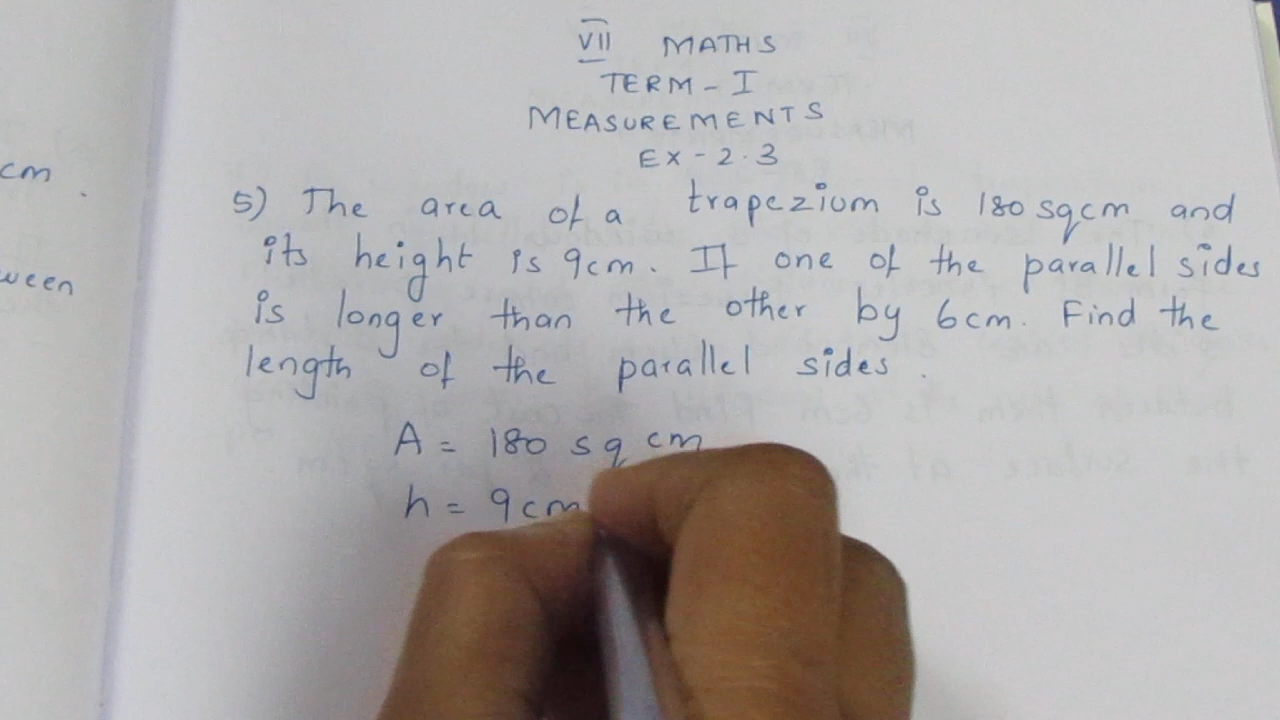 VII MATHS
TERM - I
MEASUREMENTS
EX - 2.3
5) The area of a trapezium is 180 sqcm and
its height is 9cm. If one of the parallel sides
is longer than the other by 6cm. Find the
length of the parallel sides.
A = 180 sq cm
h = 9cm
cm.
ween